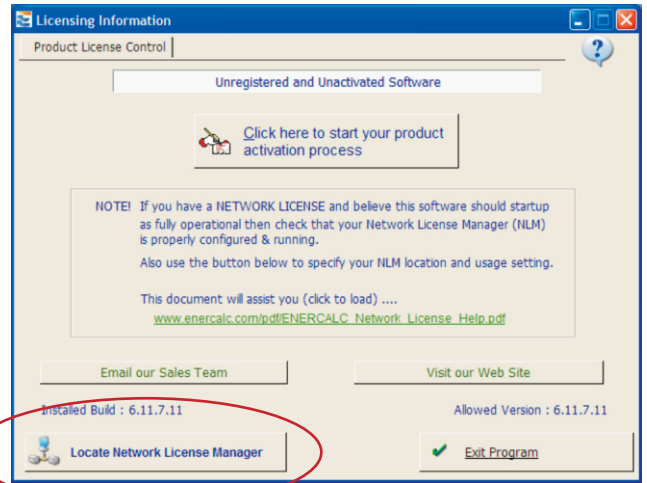 Licensing Information
Product License Control
?
Unregistered and Unactivated Software
Click here to start your product
activation process
NOTE! If you have a NETWORK LICENSE and believe this software should startup
as fully operational then check that your Network License Manager (NLM)
is properly configured & running.
Also use the button below to specify your NLM location and usage setting.
This document will assist you (click to load) ....
www.enercalc.com/pdf/ENERCALC_Network_License_Help.pdf
Email our Sales Team
Visit our Web Site
Installed Build : 6.11.7.11
Allowed Version : 6.11.7.11
Locate Network License Manager
Exit Program